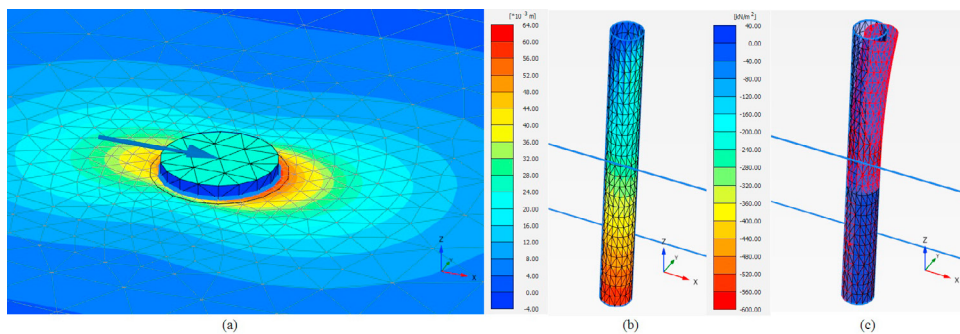 [*10⁻³ m]
64.00
60.00
56.00
52.00
48.00
44.00
40.00
36.00
32.00
28.00
24.00
20.00
16.00
12.00
8.00
4.00
0.00
-4.00
Z
Y
X
(a)
Z
Y
X
(b)
[kN/m²]
40.00
0.00
-40.00
-80.00
-120.00
-160.00
-200.00
-240.00
-280.00
-320.00
-360.00
-400.00
-440.00
-480.00
-520.00
-560.00
-600.00
Z
Y
X
(c)